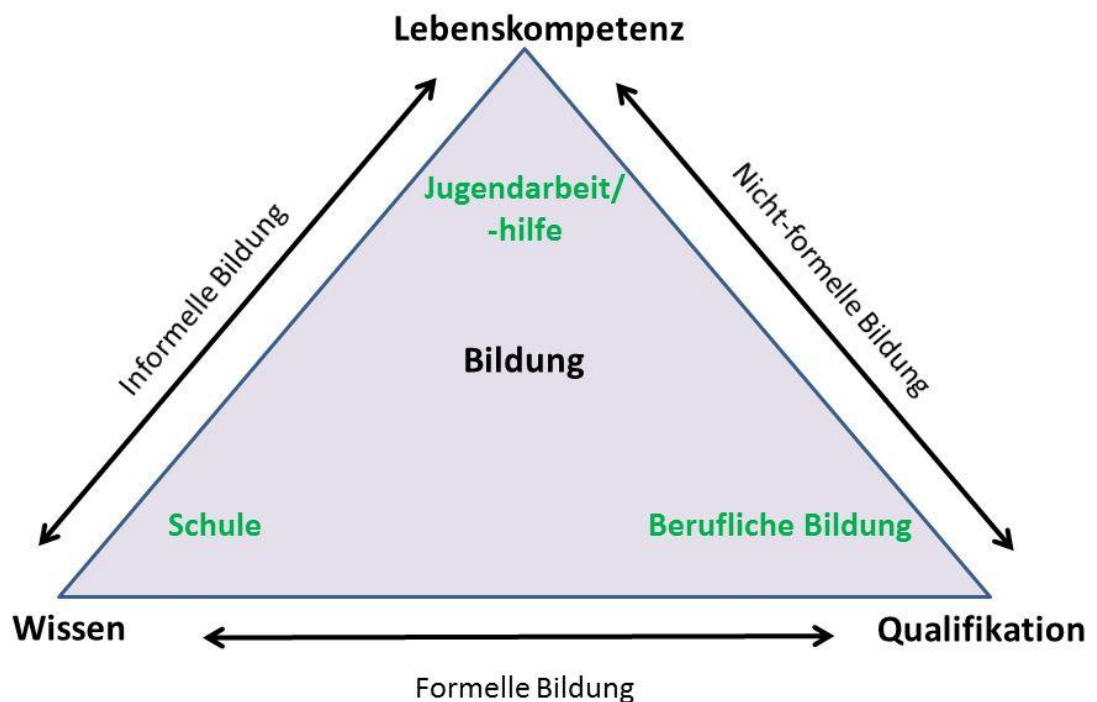 Lebenskompetenz
Jugendarbeit/
-hilfe
Informelle Bildung
Nicht-formelle Bildung
Bildung
Schule
Berufliche Bildung
Wissen
Qualifikation
Formelle Bildung